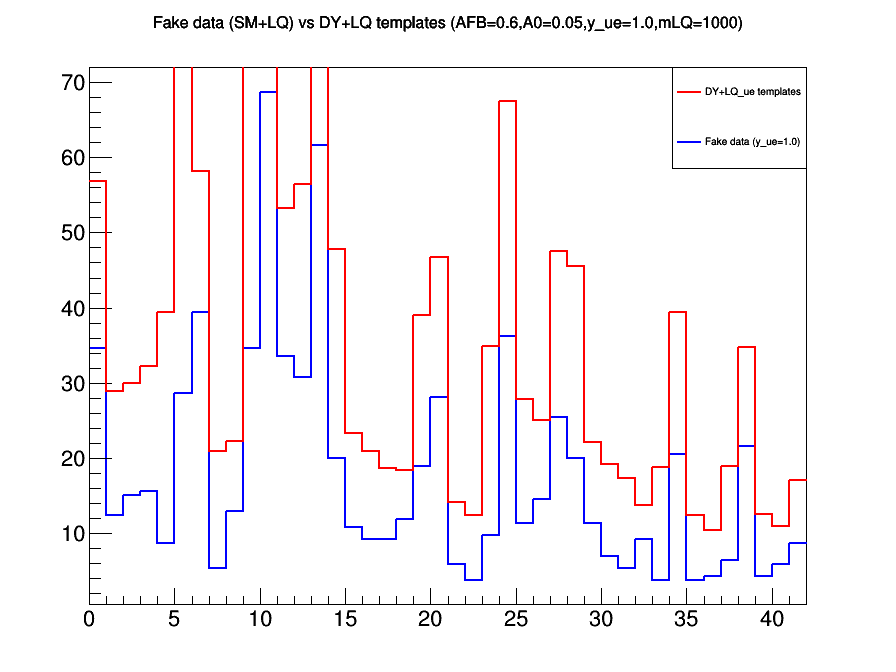 Fake data (SM+LQ) vs DY+LQ templates (AFB=0.6,A0=0.05,y_ue=1.0,mLQ=1000)
70
60
50
40
30
20
10
DY+LQ_ue templates
Fake data (y_ue=1.0)
0 5 10 15 20 25 30 35 40